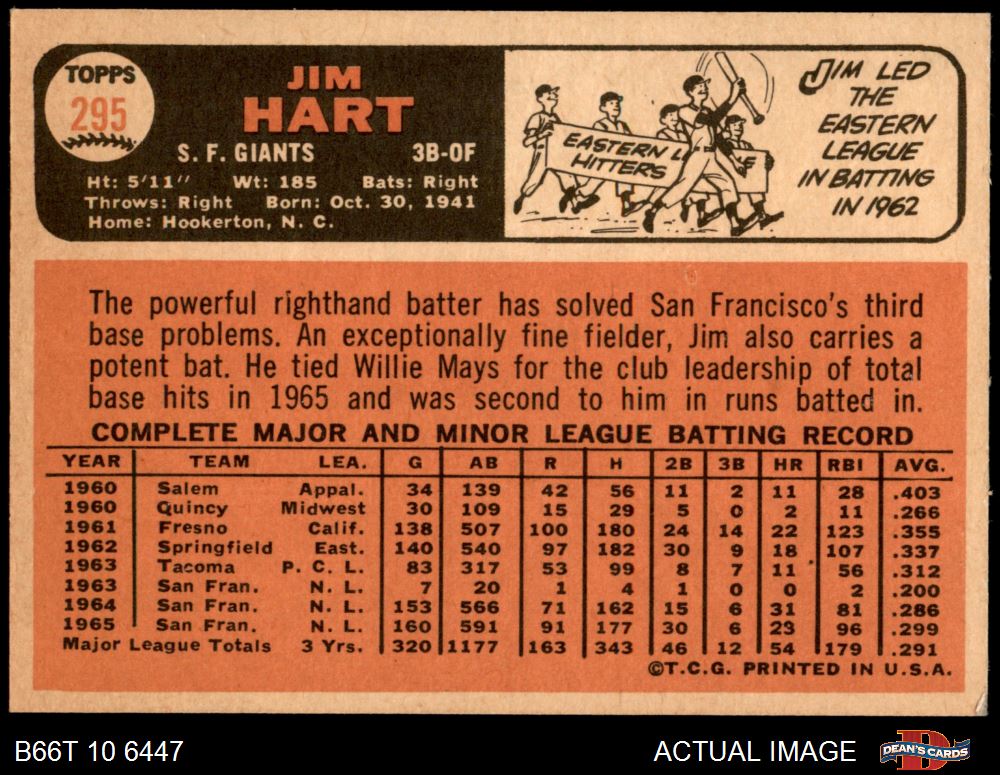 TOPPS
295
JIM
HART
S. F. GIANTS 3B-OF
Ht: 5'11" Wt: 185 Bats: Right
Throws: Right Born: Oct. 30, 1941
Home: Hookerton, N. C.
EASTERN L E
HITTERS
JIM LED
THE
EASTERN
LEAGUE
IN BATTING
IN 1962
The powerful righthand batter has solved San Francisco's third
base problems. An exceptionally fine fielder, Jim also carries a
potent bat. He tied Willie Mays for the club leadership of total
base hits in 1965 and was second to him in runs batted in.
COMPLETE MAJOR AND MINOR LEAGUE BATTING RECORD
YEAR TEAM LEA. G AB R H 2B 3B HR RBI AVG.
1960 Salem Appal. 34 139 42 56 11 2 11 28 .403
1960 Quincy Midwest 30 109 15 29 5 0 2 11 .266
1961 Fresno Calif. 138 507 100 180 24 14 22 123 .355
1962 Springfield East. 140 540 97 182 30 9 18 107 .337
1963 Tacoma P. C. L. 83 317 53 99 8 7 11 56 .312
1963 San Fran. N. L. 7 20 1 4 1 0 0 2 .200
1964 San Fran. N. L. 153 566 71 162 15 6 31 81 .286
1965 San Fran. N. L. 160 591 91 177 30 6 23 96 .299
Major League Totals 3 Yrs. 320 1177 163 343 46 12 54 179 .291
©T.C.G. PRINTED IN U.S.A.
B66T 10 6447 ACTUAL IMAGE DEAN'S CARDS